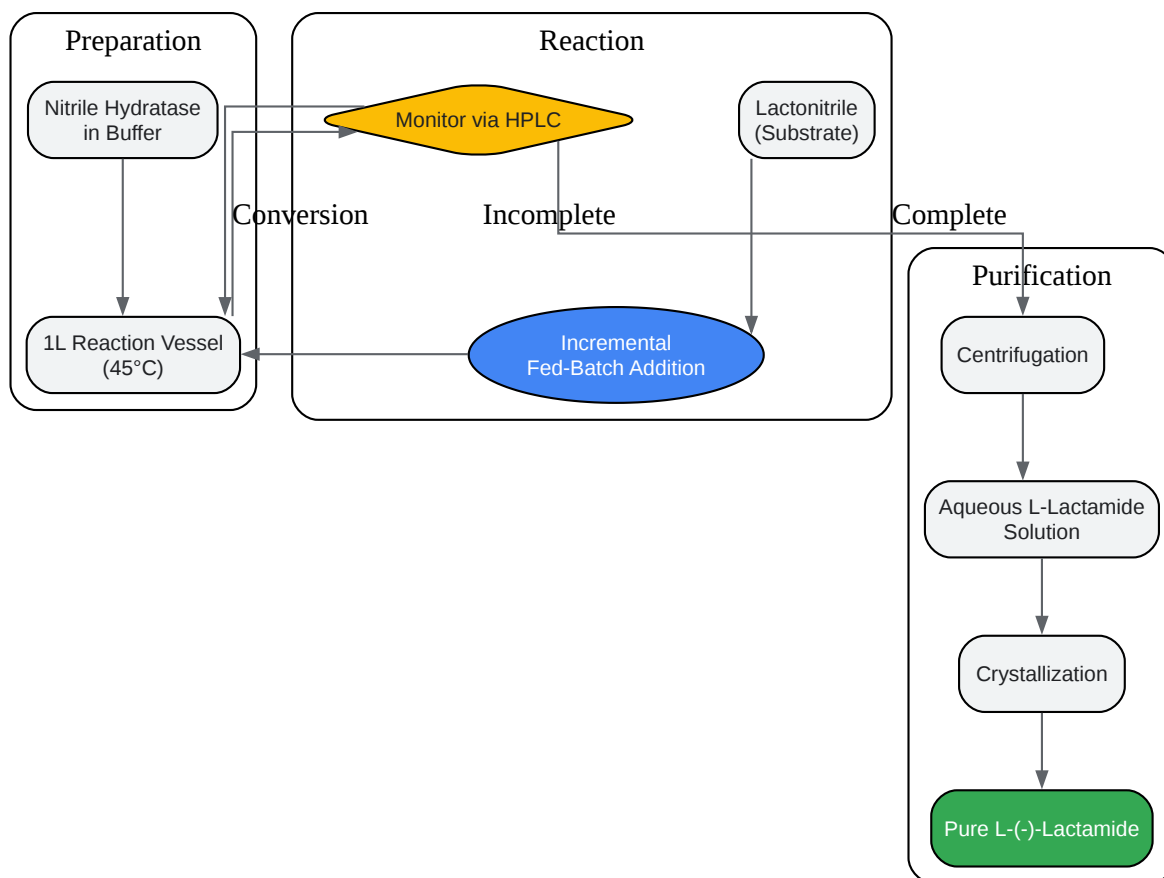 Preparation
Reaction
Nitrile Hydratase
in Buffer
Monitor via HPLC
Lactonitrile
(Substrate)
Conversion
Incomplete
Complete
Purification
1L Reaction Vessel
(45°C)
Incremental
Fed-Batch Addition
Centrifugation
Aqueous L-Lactamide
Solution
Crystallization
Pure L-(-)-Lactamide